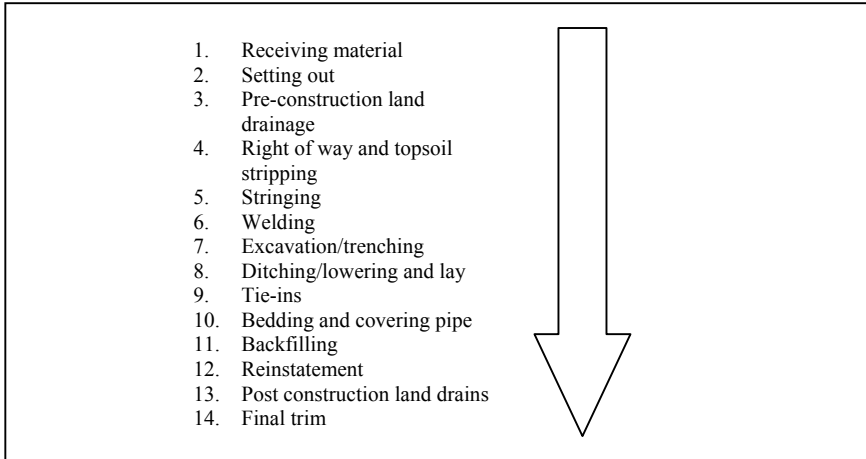 1. Receiving material
2. Setting out
3. Pre-construction land
drainage
4. Right of way and topsoil
stripping
5. Stringing
6. Welding
7. Excavation/trenching
8. Ditching/lowering and lay
9. Tie-ins
10. Bedding and covering pipe
11. Backfilling
12. Reinstatement
13. Post construction land drains
14. Final trim